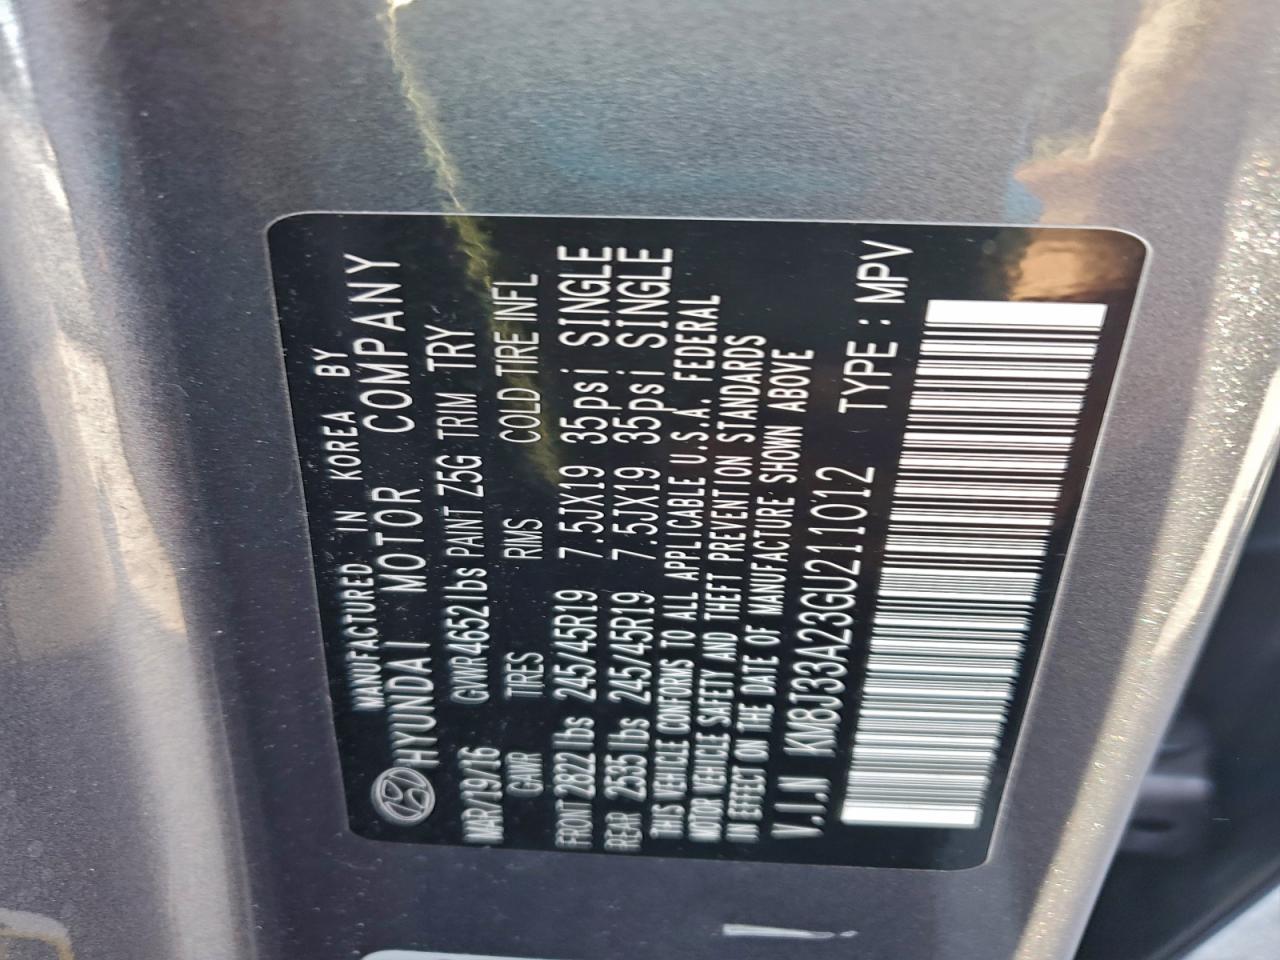 MANUFACTURED IN KOREA BY
HYUNDAI MOTOR COMPANY
MAR/19/16 GVWR 4652lbs PAINT Z5G TRIM TRY
GAWR TIRES RMS COLD TIRE INFL
FRONT 2822 lbs 245/45R19 7.5JX19 35psi SINGLE
REAR 2535 lbs 245/45R19 7.5JX19 35psi SINGLE
THIS VEHICLE CONFORMS TO ALL APPLICABLE U.S.A. FEDERAL
MOTOR VEHICLE SAFETY AND THEFT PREVENTION STANDARDS
IN EFFECT ON THE DATE OF MANUFACTURE SHOWN ABOVE
V.I.N KM8J33A23GU211012 TYPE : MPV